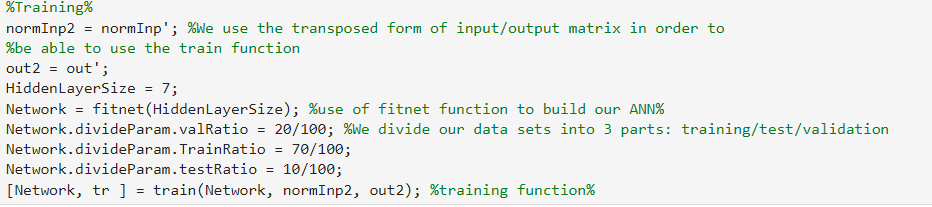 %Training%
normInp2 = normInp'; %We use the transposed form of input/output matrix in order to
%be able to use the train function
out2 = out';
HiddenLayerSize = 7;
Network = fitnet(HiddenLayerSize); %use of fitnet function to build our ANN%
Network.divideParam.valRatio = 20/100; %We divide our data sets into 3 parts: training/test/validation
Network.divideParam.TrainRatio = 70/100;
Network.divideParam.testRatio = 10/100;
[Network, tr ] = train(Network, normInp2, out2); %training function%